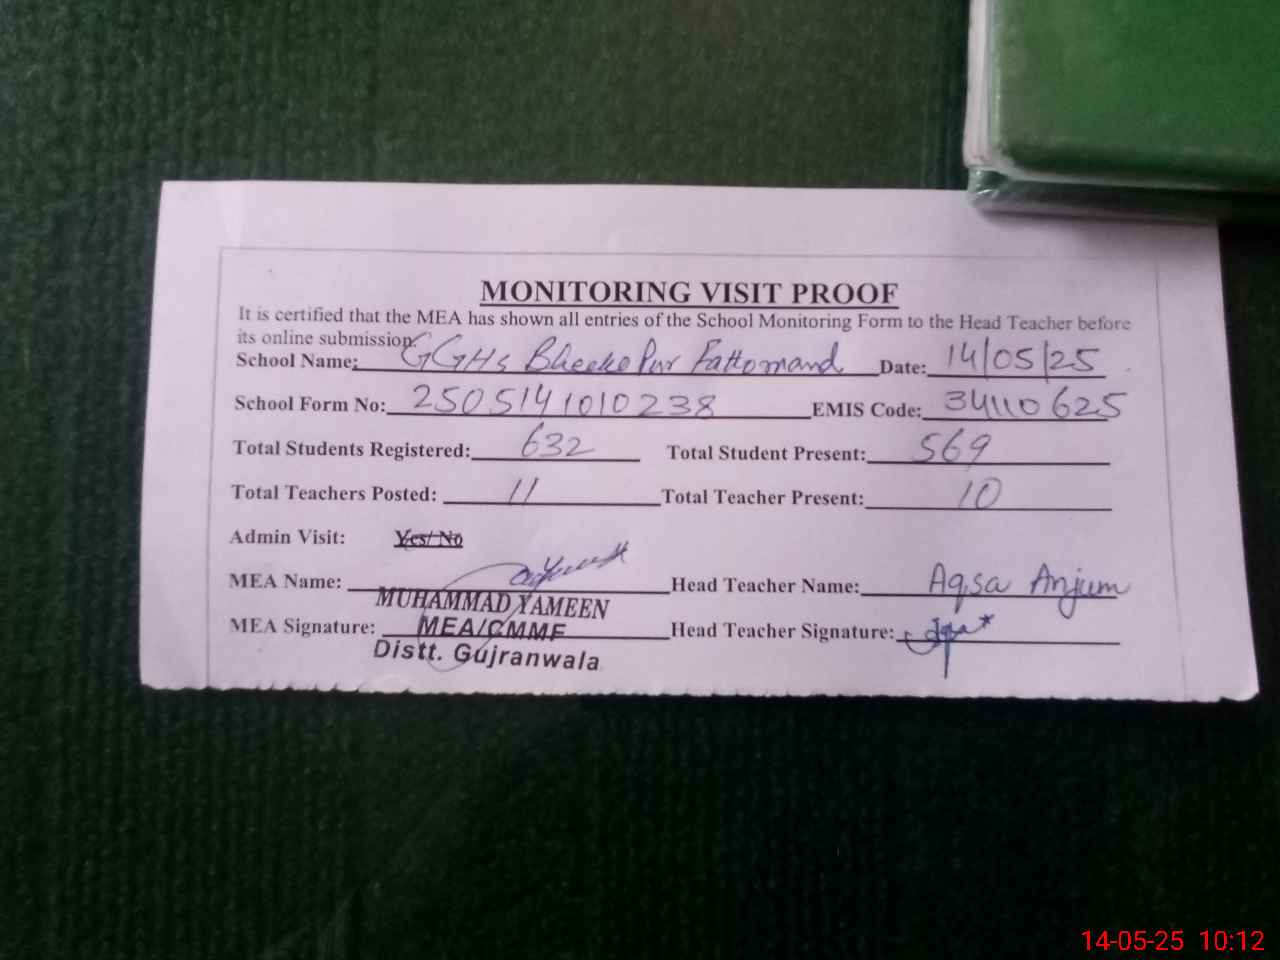 MONITORING VISIT PROOF
It is certified that the MEA has shown all entries of the School Monitoring Form to the Head Teacher before
its online submission.
School Name: GGHS Bheeko Pur Fattomand Date: 14/05/25
School Form No: 2505141010238 EMIS Code: 34110625
Total Students Registered: 632 Total Student Present: 569
Total Teachers Posted: 11 Total Teacher Present: 10
Admin Visit: Yes/ No
MEA Name: Head Teacher Name: Aqsa Anjum
MUHAMMAD YAMEEN
MEA Signature: MEA/CMMF Head Teacher Signature:
Distt. Gujranwala
14-05-25 10:12